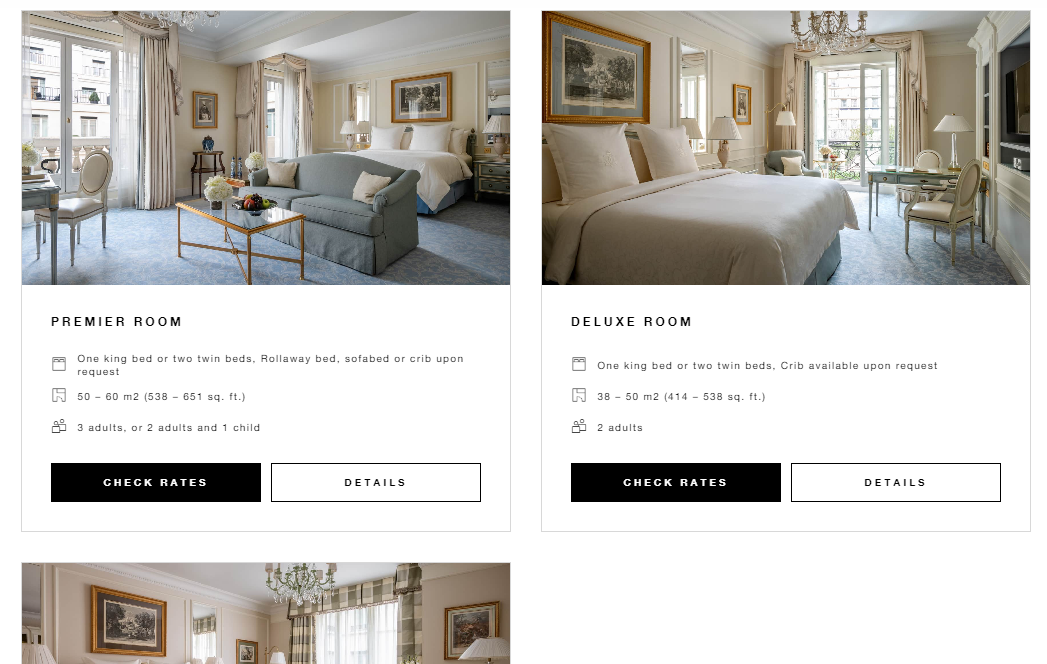 PREMIER ROOM
One king bed or two twin beds, Rollaway bed, sofabed or crib upon
request
50 – 60 m2 (538 – 651 sq. ft.)
3 adults, or 2 adults and 1 child
CHECK RATES
DETAILS
DELUXE ROOM
One king bed or two twin beds, Crib available upon request
38 – 50 m2 (414 – 538 sq. ft.)
2 adults
CHECK RATES
DETAILS